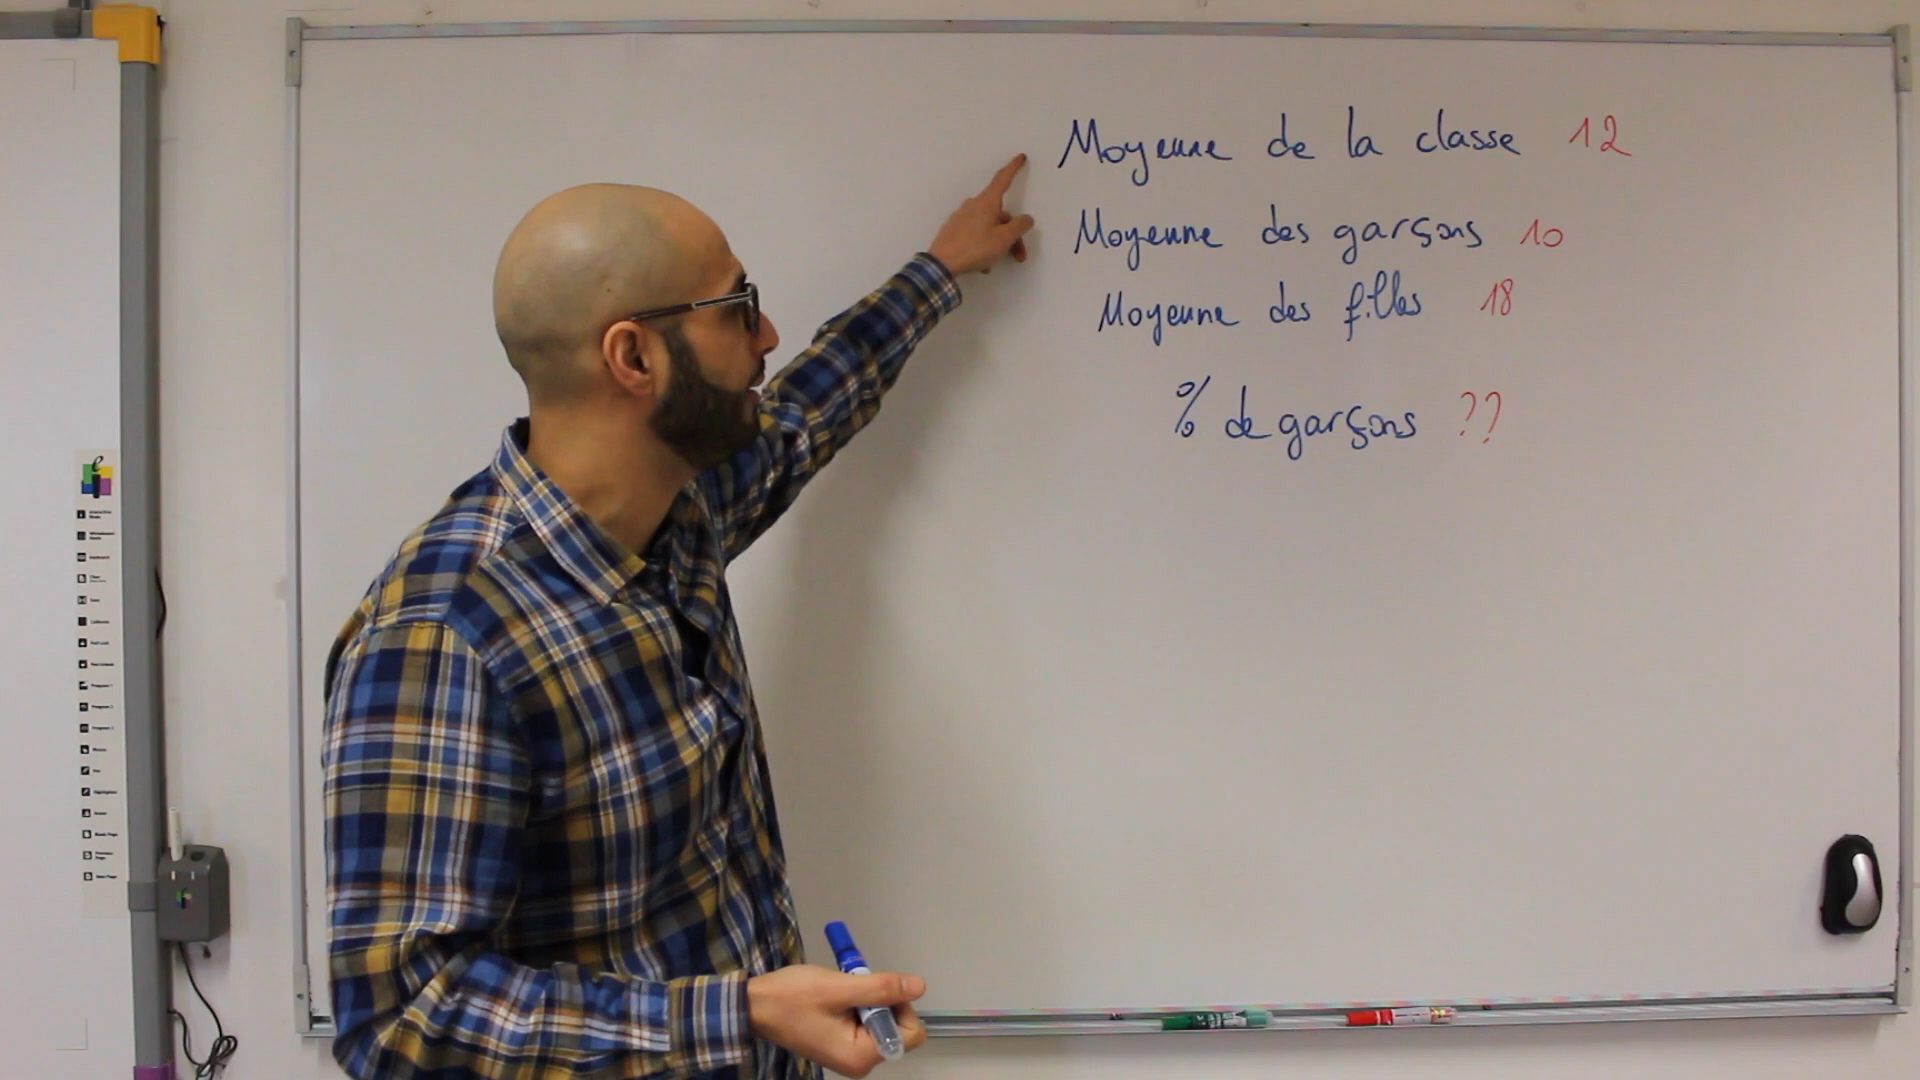 Moyenne de la classe 12
Moyenne des garçons 10
Moyenne des filles 18
% de garçons ??